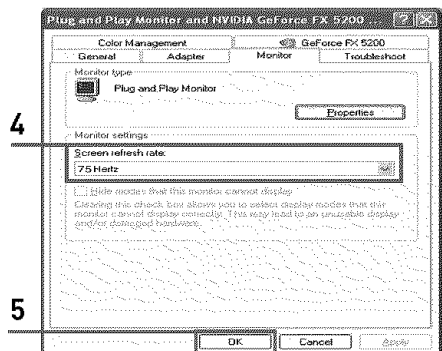 Plug and Play Monitor and NVIDIA GeForce FX 5200 ...
Color Management
GeForce FX 5200
General
Adapter
Monitor
Troubleshoot
Monitor type
Plug and Play Monitor
Properties
4
Monitor settings
Screen refresh rate:
75 Hertz
Hide modes that this monitor cannot display
Clearing this check box allows you to select display modes that this
monitor cannot display correctly. This may lead to an unusable display
and/or damaged hardware.
5
OK
Cancel
Apply